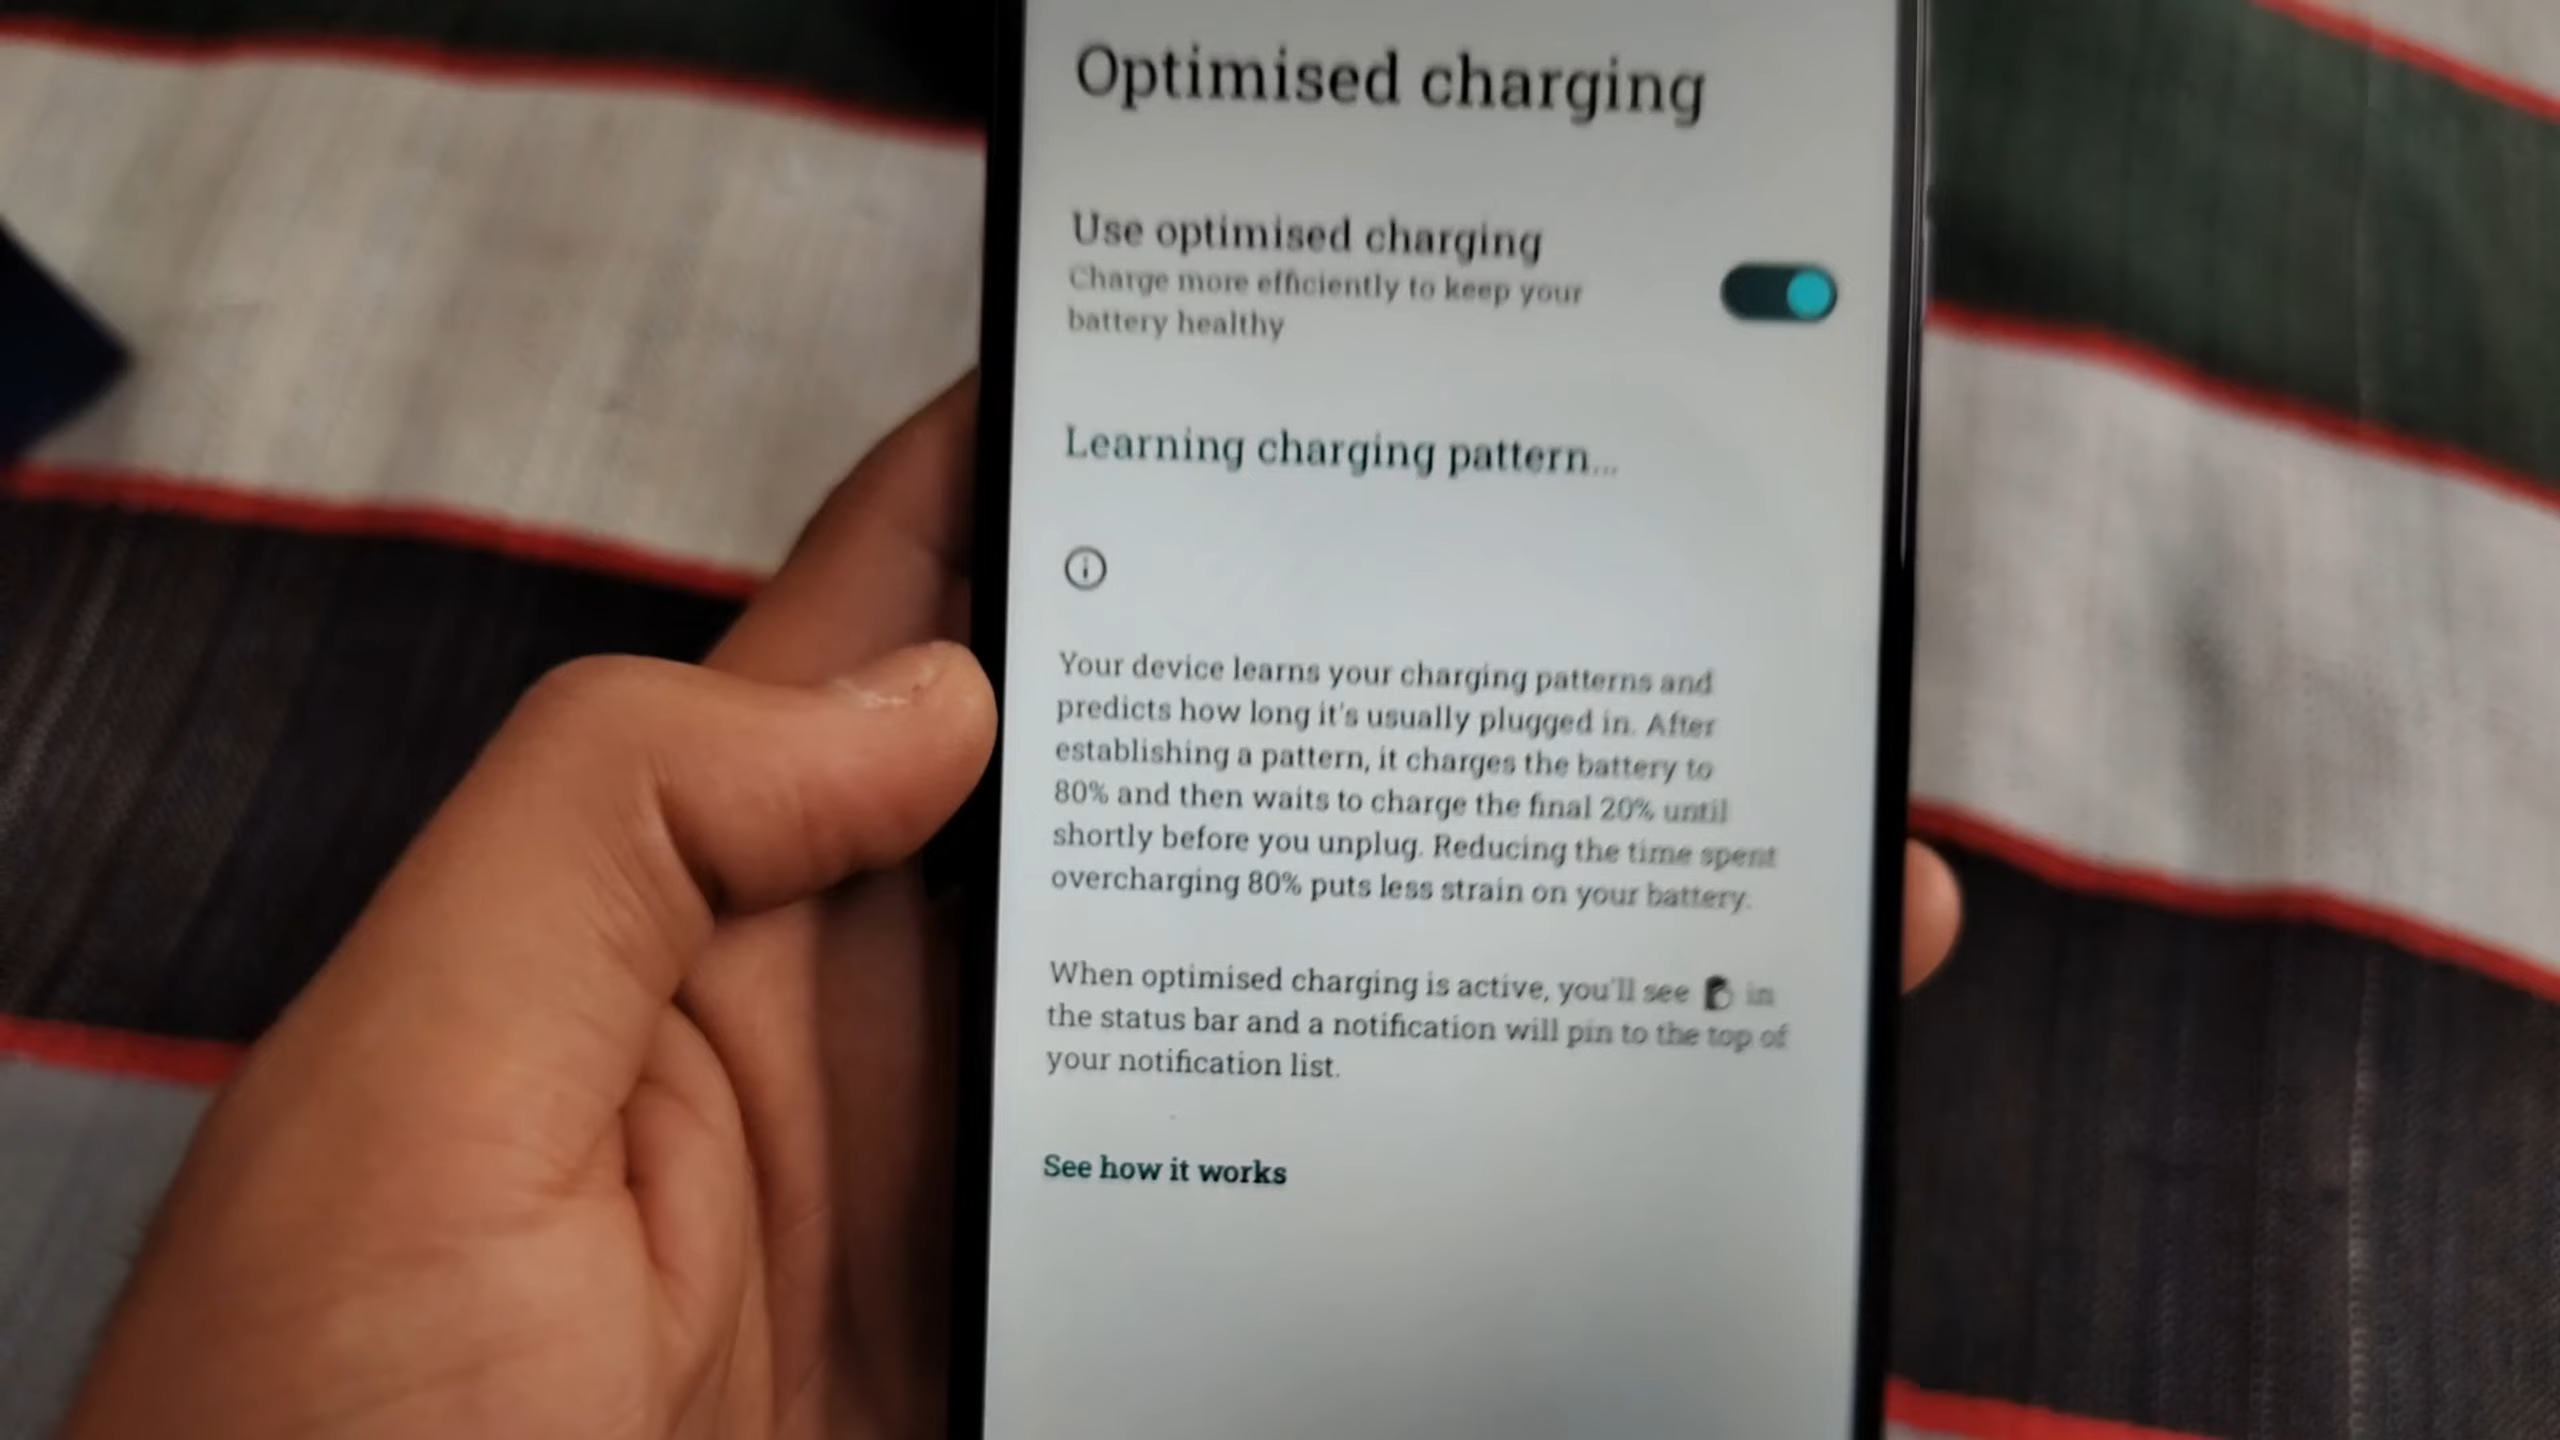 Optimised charging
Use optimised charging
Charge more efficiently to keep your
battery healthy
Learning charging pattern...
Your device learns your charging patterns and
predicts how long it's usually plugged in. After
establishing a pattern, it charges the battery to
80% and then waits to charge the final 20% until
shortly before you unplug. Reducing the time spent
overcharging 80% puts less strain on your battery.
When optimised charging is active, you'll see in
the status bar and a notification will pin to the top of
your notification list.
See how it works